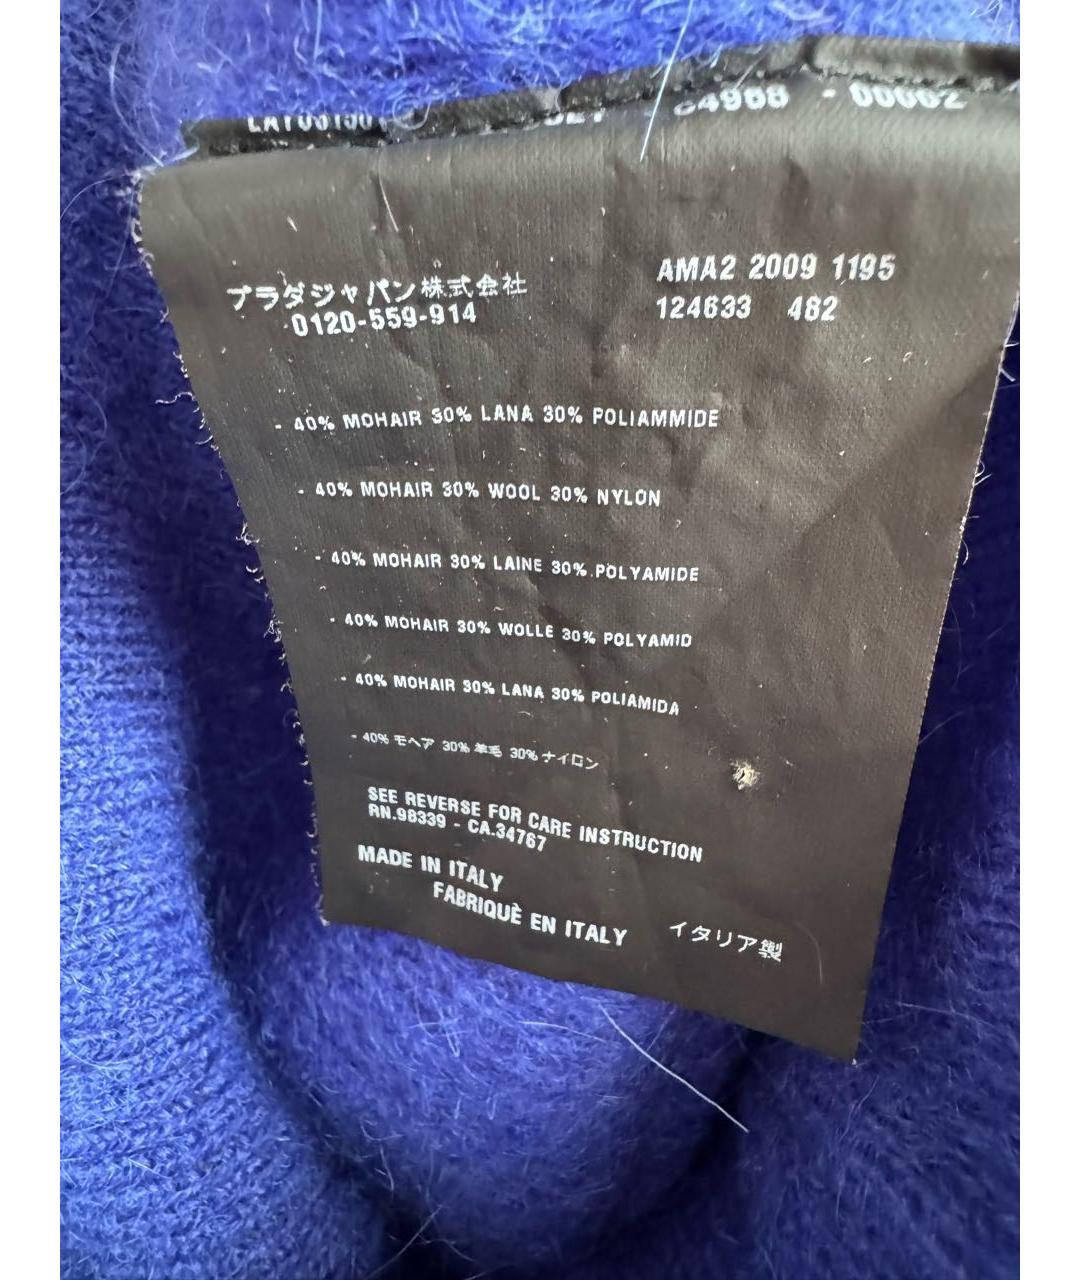 プラダジャパン株式会社
0120-559-914
AMA2 2009 1195
124633 482
- 40% MOHAIR 30% LANA 30% POLIAMMIDE
- 40% MOHAIR 30% WOOL 30% NYLON
- 40% MOHAIR 30% LAINE 30% POLYAMIDE
- 40% MOHAIR 30% WOLLE 30% POLYAMID
- 40% MOHAIR 30% LANA 30% POLIAMIDA
- 40% モヘア 30% 羊毛 30% ナイロン
SEE REVERSE FOR CARE INSTRUCTION
RN.98339 - CA.34767
MADE IN ITALY
FABRIQUÈ EN ITALY
イタリア製